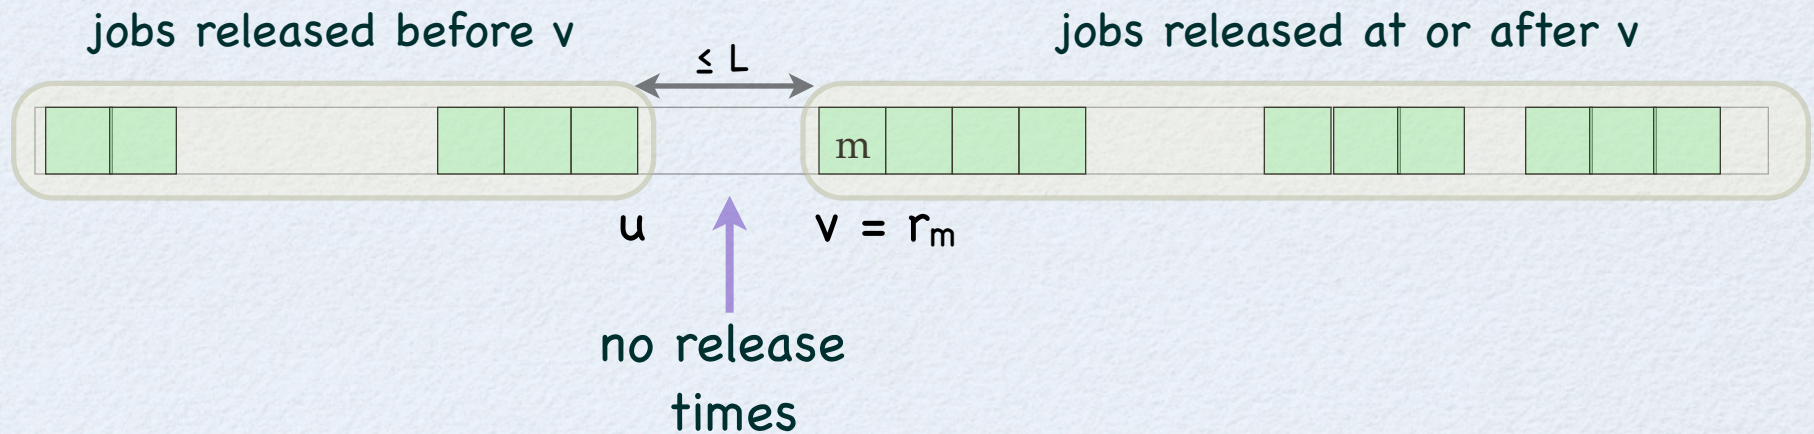 jobs released before v
jobs released at or after v
≤ L
m
u
v = rₘ
no release
times